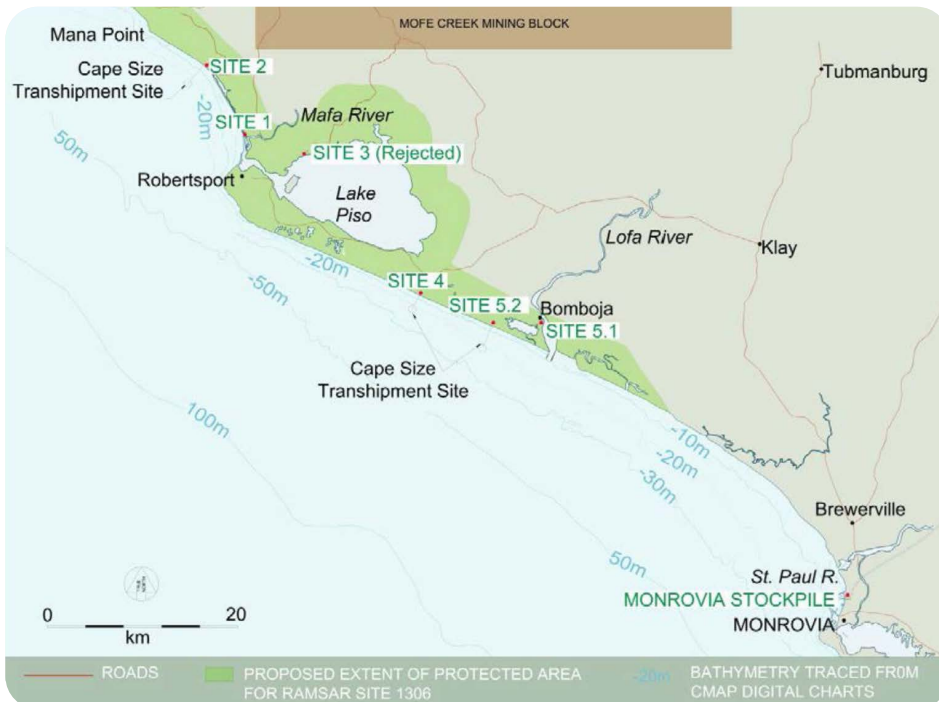 MOFE CREEK MINING BLOCK
Mana Point
Cape Size
Transhipment Site
SITE 2
Tubmanburg
-20m
SITE 1
Mafa River
50m
SITE 3 (Rejected)
Robertsport
Lake
Piso
Lofa River
Klay
-20m
-50m
SITE 4
SITE 5.2
Bomboja
SITE 5.1
Cape Size
Transhipment Site
100m
-10m
-20m
-30m
Brewerville
50m
St. Paul R.
MONROVIA STOCKPILE
MONROVIA
TRUE
NORTH
0 20
km
ROADS
PROPOSED EXTENT OF PROTECTED AREA
FOR RAMSAR SITE 1306
-20m
BATHYMETRY TRACED FR0M
CMAP DIGITAL CHARTS